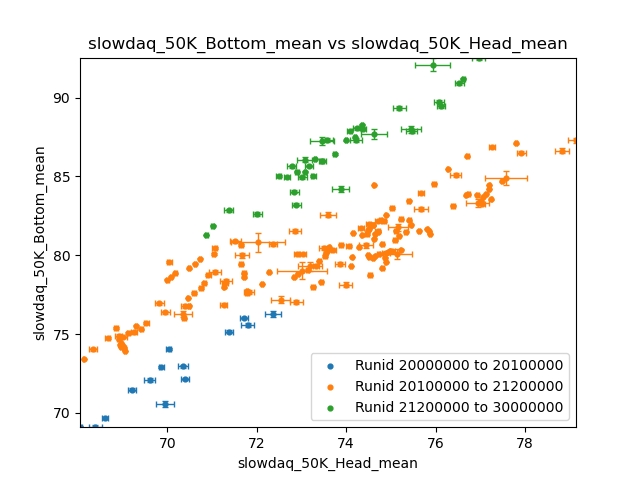 slowdaq_50K_Bottom_mean vs slowdaq_50K_Head_mean
slowdaq_50K_Bottom_mean
90
85
80
75
70
Runid 20000000 to 20100000
Runid 20100000 to 21200000
Runid 21200000 to 30000000
70 72 74 76 78
slowdaq_50K_Head_mean